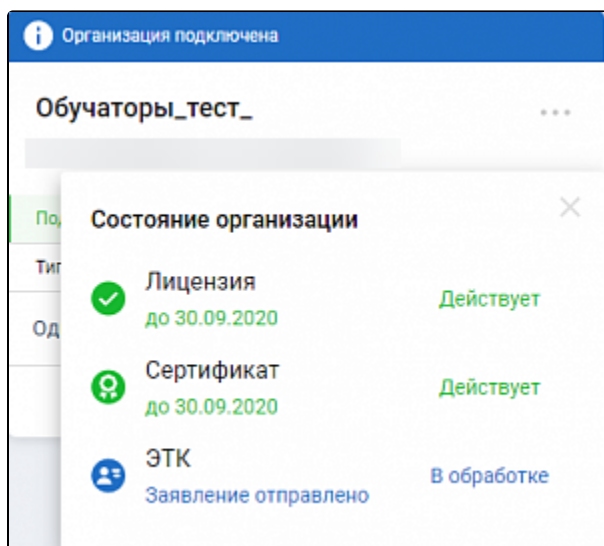 Организация подключена
Обучаторы_тест_
Состояние организации
Лицензия
до 30.09.2020
Действует
Сертификат
до 30.09.2020
Действует
ЭТК
Заявление отправлено
В обработке